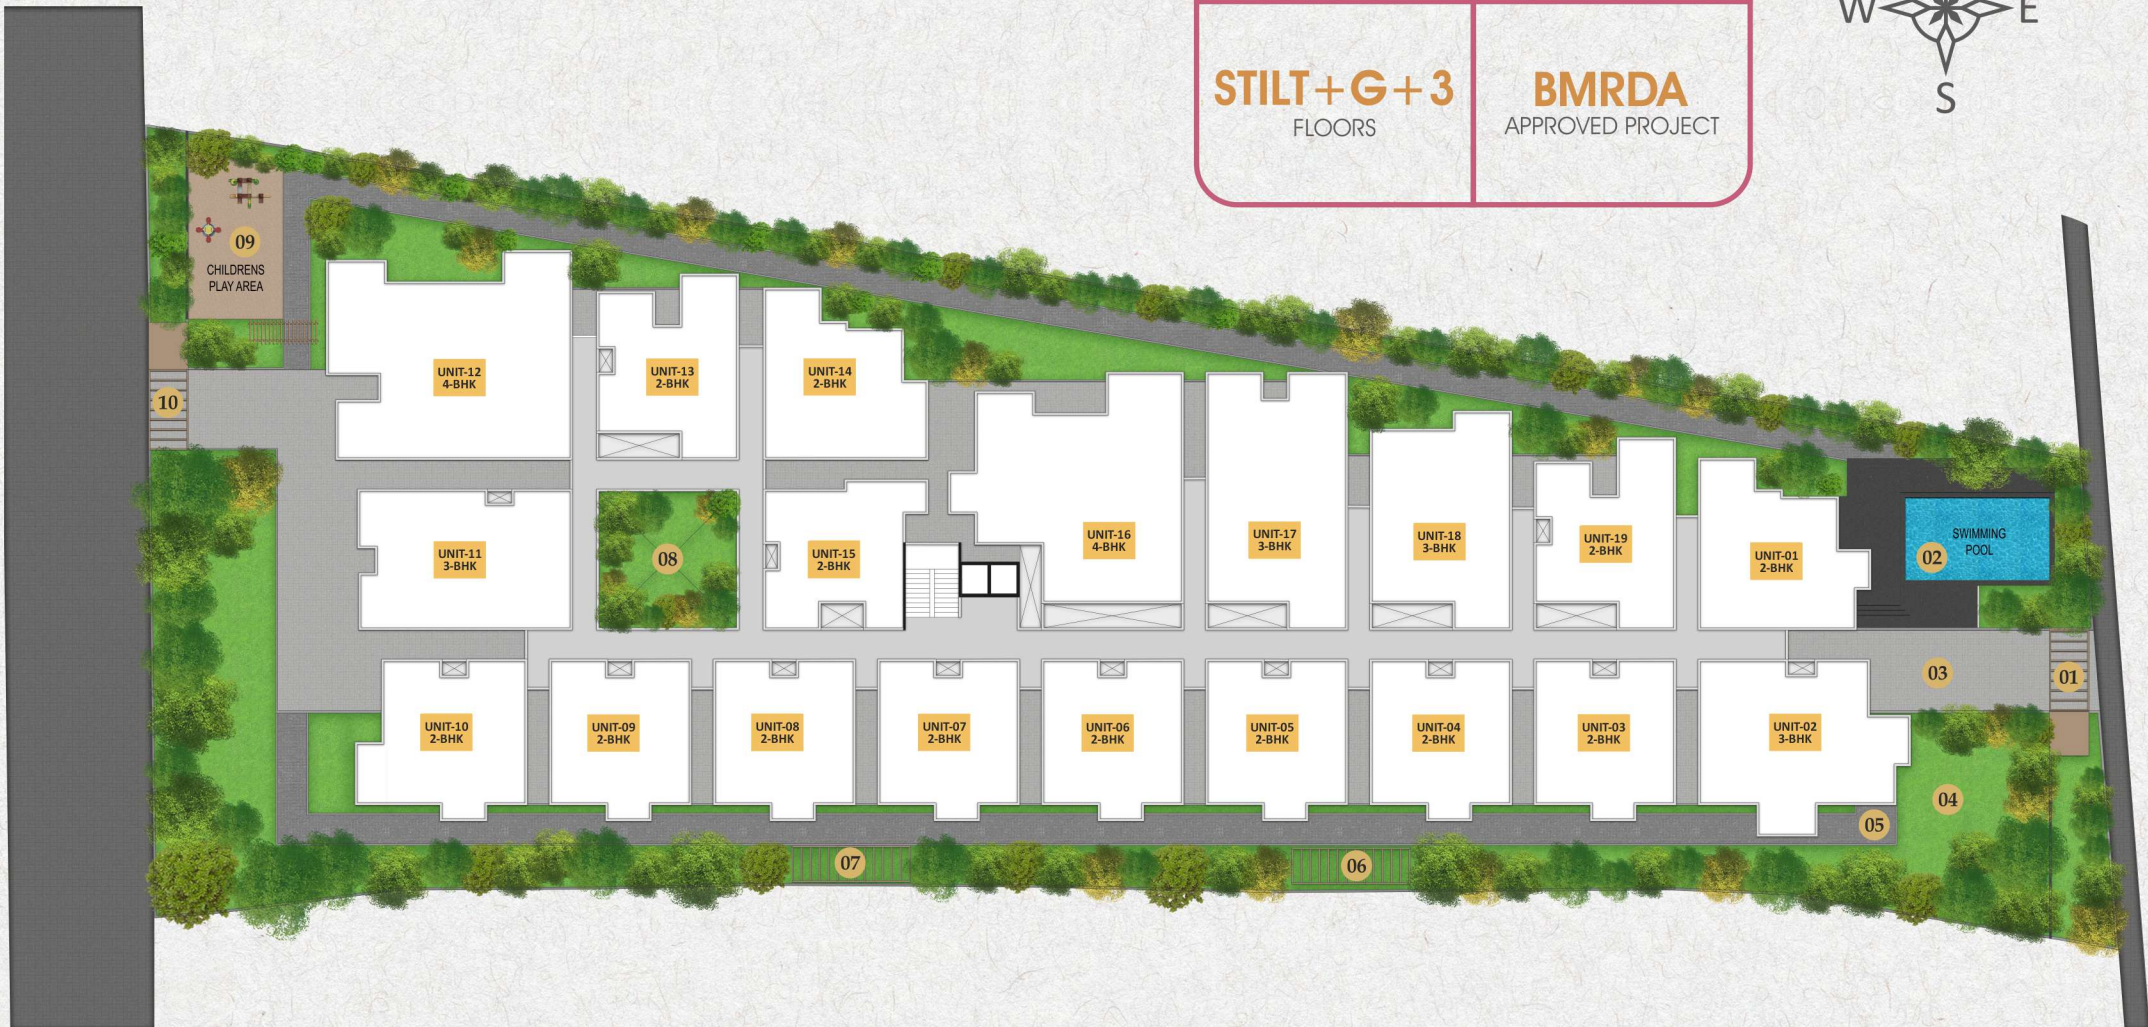 W E
S
STILT+G+3
FLOORS
BMRDA
APPROVED PROJECT
09
CHILDRENS
PLAY AREA
10
UNIT-12
4-BHK
UNIT-13
2-BHK
UNIT-14
2-BHK
UNIT-11
3-BHK
08
UNIT-15
2-BHK
UNIT-16
4-BHK
UNIT-17
3-BHK
UNIT-18
3-BHK
UNIT-19
2-BHK
UNIT-01
2-BHK
02
SWIMMING
POOL
UNIT-10
2-BHK
UNIT-09
2-BHK
UNIT-08
2-BHK
UNIT-07
2-BHK
UNIT-06
2-BHK
UNIT-05
2-BHK
UNIT-04
2-BHK
UNIT-03
2-BHK
UNIT-02
3-BHK
03
01
04
05
07
06